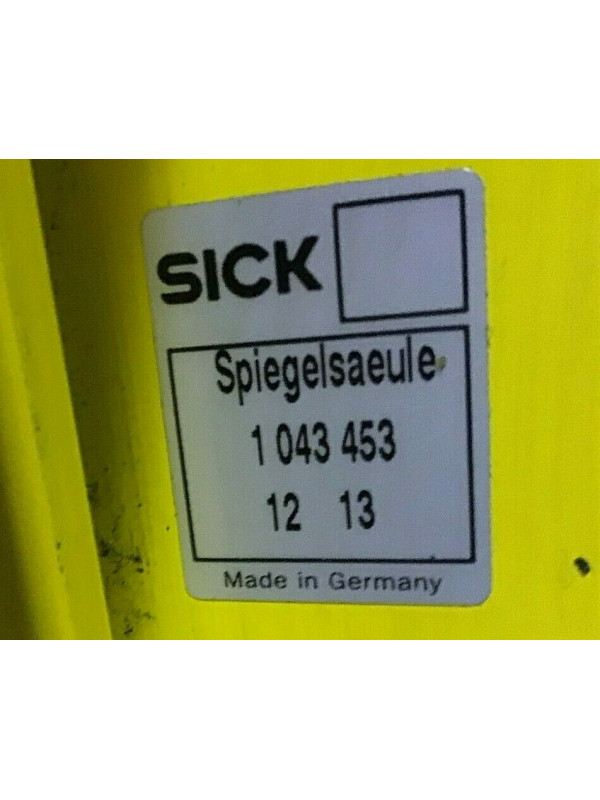 SICK
Spiegelsaeule
1 043 453
12 13
Made in Germany